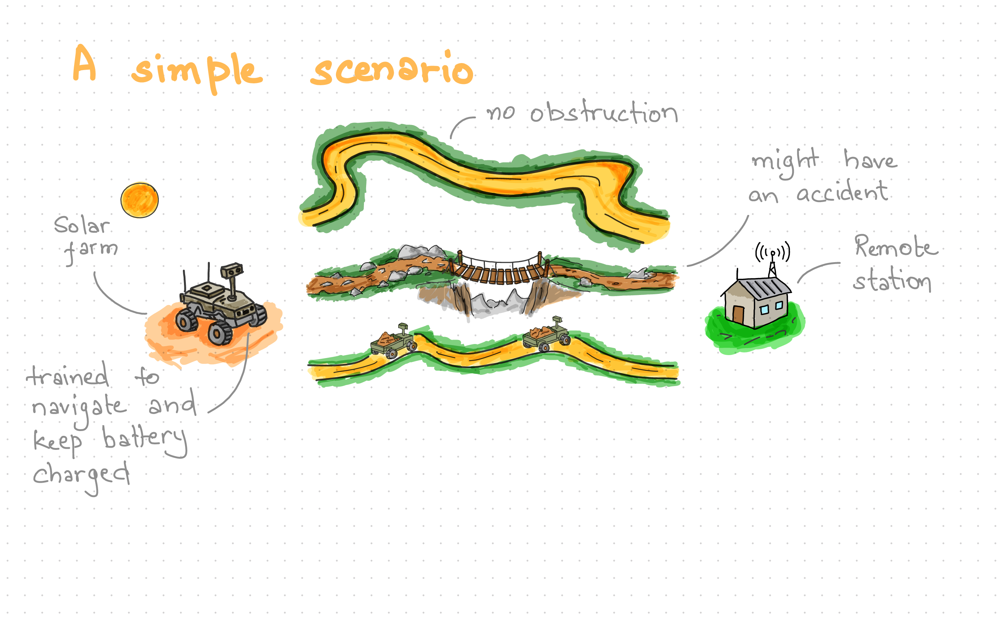 A simple scenario
no obstruction
might have
an accident
Solar
farm
Remote
station
trained to
navigate and
keep battery
charged